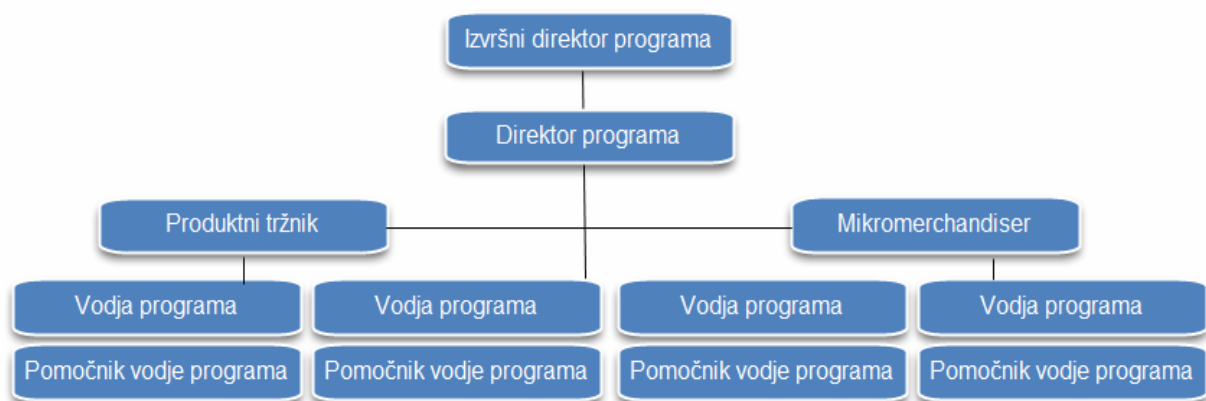 Izvršni direktor programa
Direktor programa
Produktni tržnik
Mikromerchandiser
Vodja programa
Vodja programa
Vodja programa
Vodja programa
Pomočnik vodje programa
Pomočnik vodje programa
Pomočnik vodje programa
Pomočnik vodje programa